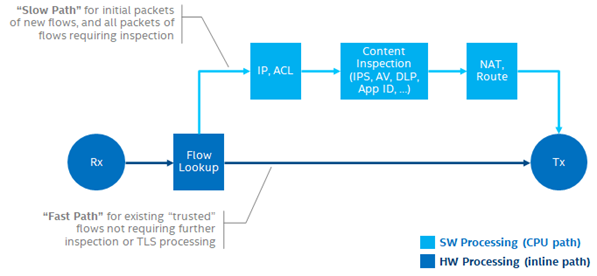 “Slow Path” for initial packets
of new flows, and all packets of
flows requiring inspection
IP, ACL
Content
Inspection
(IPS, AV, DLP,
App ID, ...)
NAT,
Route
Rx
Flow
Lookup
Tx
“Fast Path” for existing “trusted”
flows not requiring further
inspection or TLS processing
SW Processing (CPU path)
HW Processing (inline path)